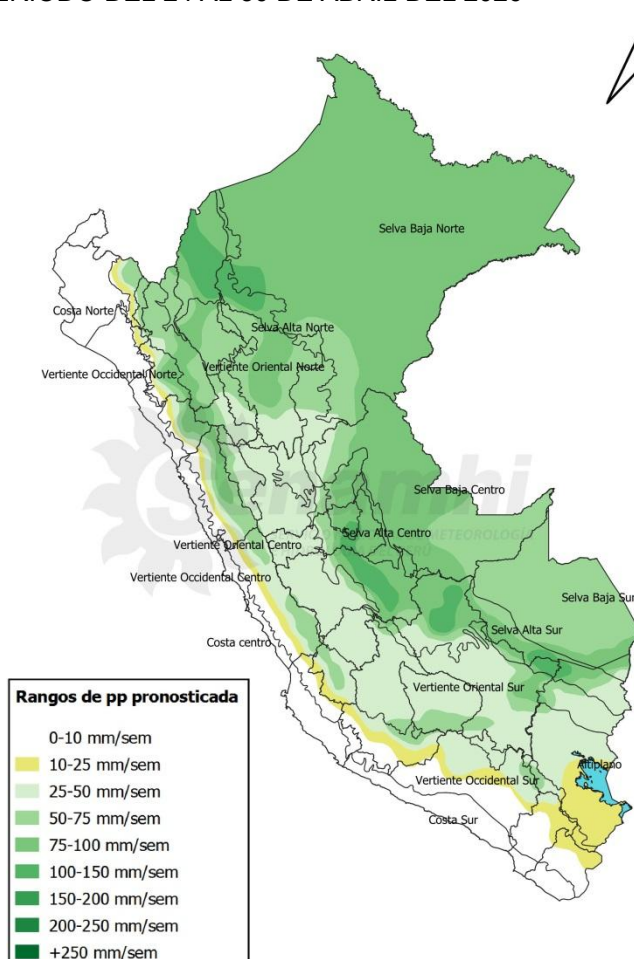 Selva Baja Norte
Costa Norte
Selva Alta Norte
Vertiente Occidental Norte
Vertiente Oriental Norte
Senamhi
Selva Baja Centro
Selva Alta Centro
Vertiente Oriental Centro
Vertiente Occidental Centro
Selva Baja Sur
Selva Alta Sur
Costa centro
Vertiente Oriental Sur
Altiplano
Vertiente Occidental Sur
Costa Sur
Rangos de pp pronosticada
0-10 mm/sem
10-25 mm/sem
25-50 mm/sem
50-75 mm/sem
75-100 mm/sem
100-150 mm/sem
150-200 mm/sem
200-250 mm/sem
+250 mm/sem